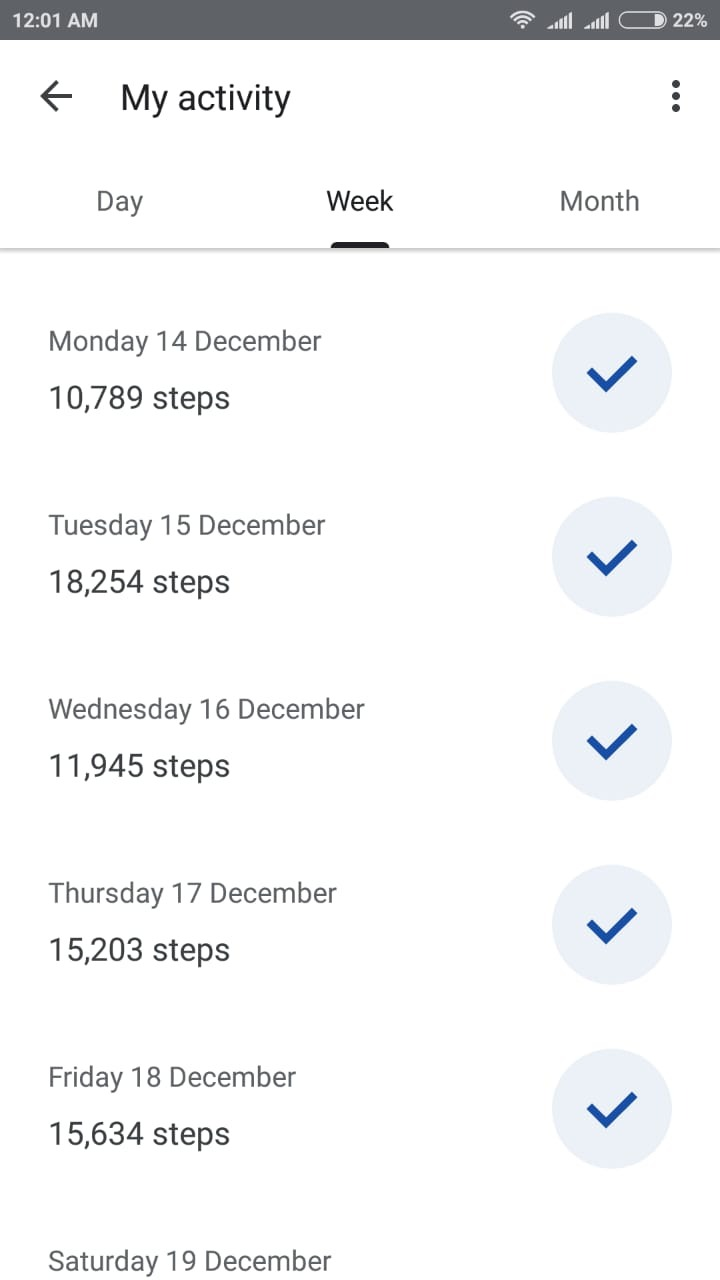 12:01 AM 22%
My activity
Day Week Month
Monday 14 December
10,789 steps
Tuesday 15 December
18,254 steps
Wednesday 16 December
11,945 steps
Thursday 17 December
15,203 steps
Friday 18 December
15,634 steps
Saturday 19 December